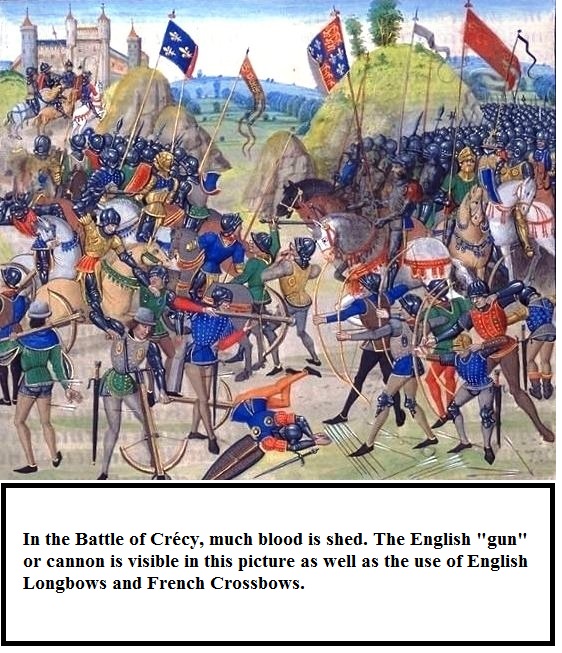 In the Battle of Crécy, much blood is shed. The English "gun"
or cannon is visible in this picture as well as the use of English
Longbows and French Crossbows.